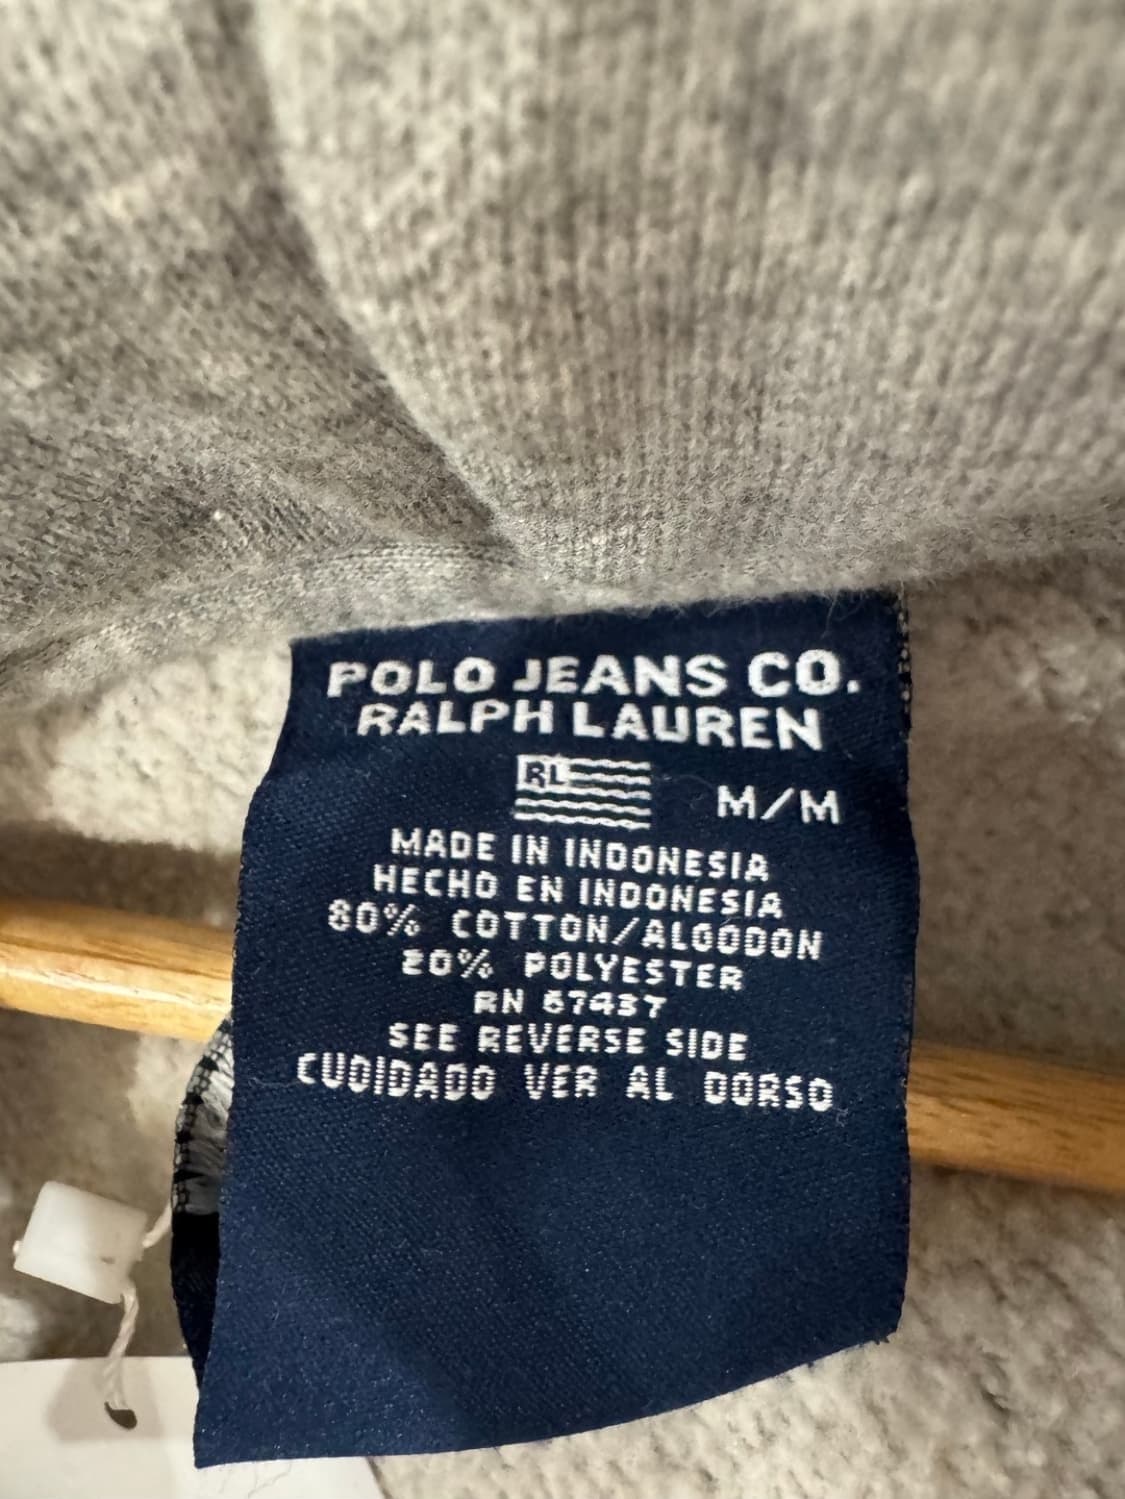 POLO JEANS CO.
RALPH LAUREN
RL
M/M
MADE IN INDONESIA
HECHO EN INDONESIA
80% COTTON/ALGODON
20% POLYESTER
RN 67437
SEE REVERSE SIDE
CUDIDADO VER AL DORSO